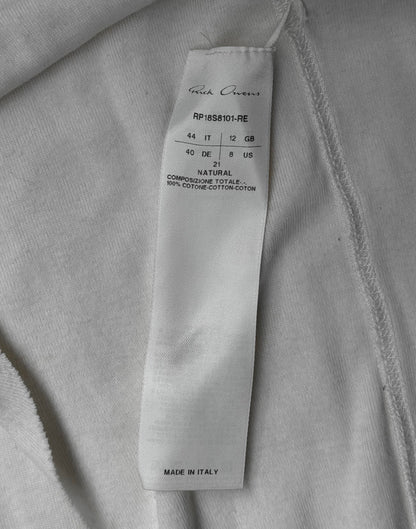 Rick Owens
RP18S8101-RE
44 IT 12 GB
40 DE 8 US
21
NATURAL
COMPOSIZIONE TOTALE-.
100% COTONE-COTTON-COTON
MADE IN ITALY